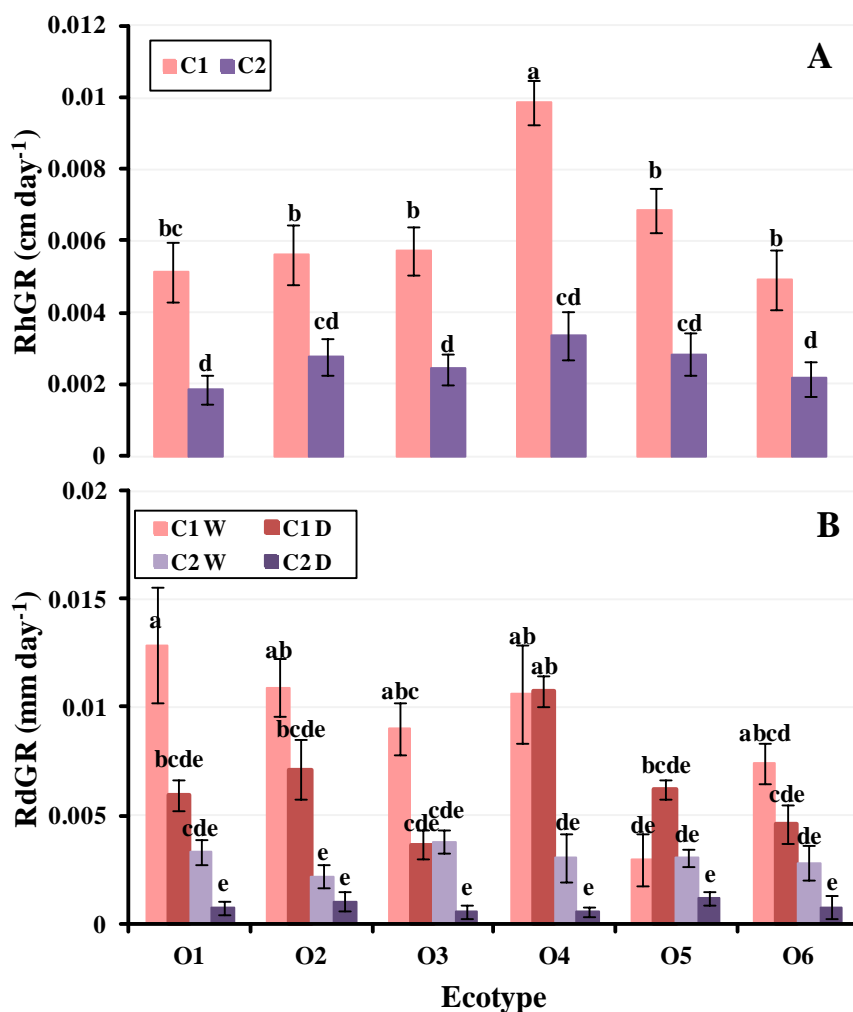 0.012
C1 C2
A
a
0.01
RhGR (cm day-1)
0.008
b
b
b
bc
b
0.006
cd
cd
cd
0.004
d
d
d
0.002
0
0.02
C1 W C1 D
B
C2 W C2 D
RdGR (mm day-1)
0.015
a
ab
ab ab
abc
0.01
abcd
bcde
bcde
bcde
cde
cde
cde cde
0.005
de
de de
de
e
e
e
e
e
e
e
0
O1 O2 O3 O4 O5 O6
Ecotype